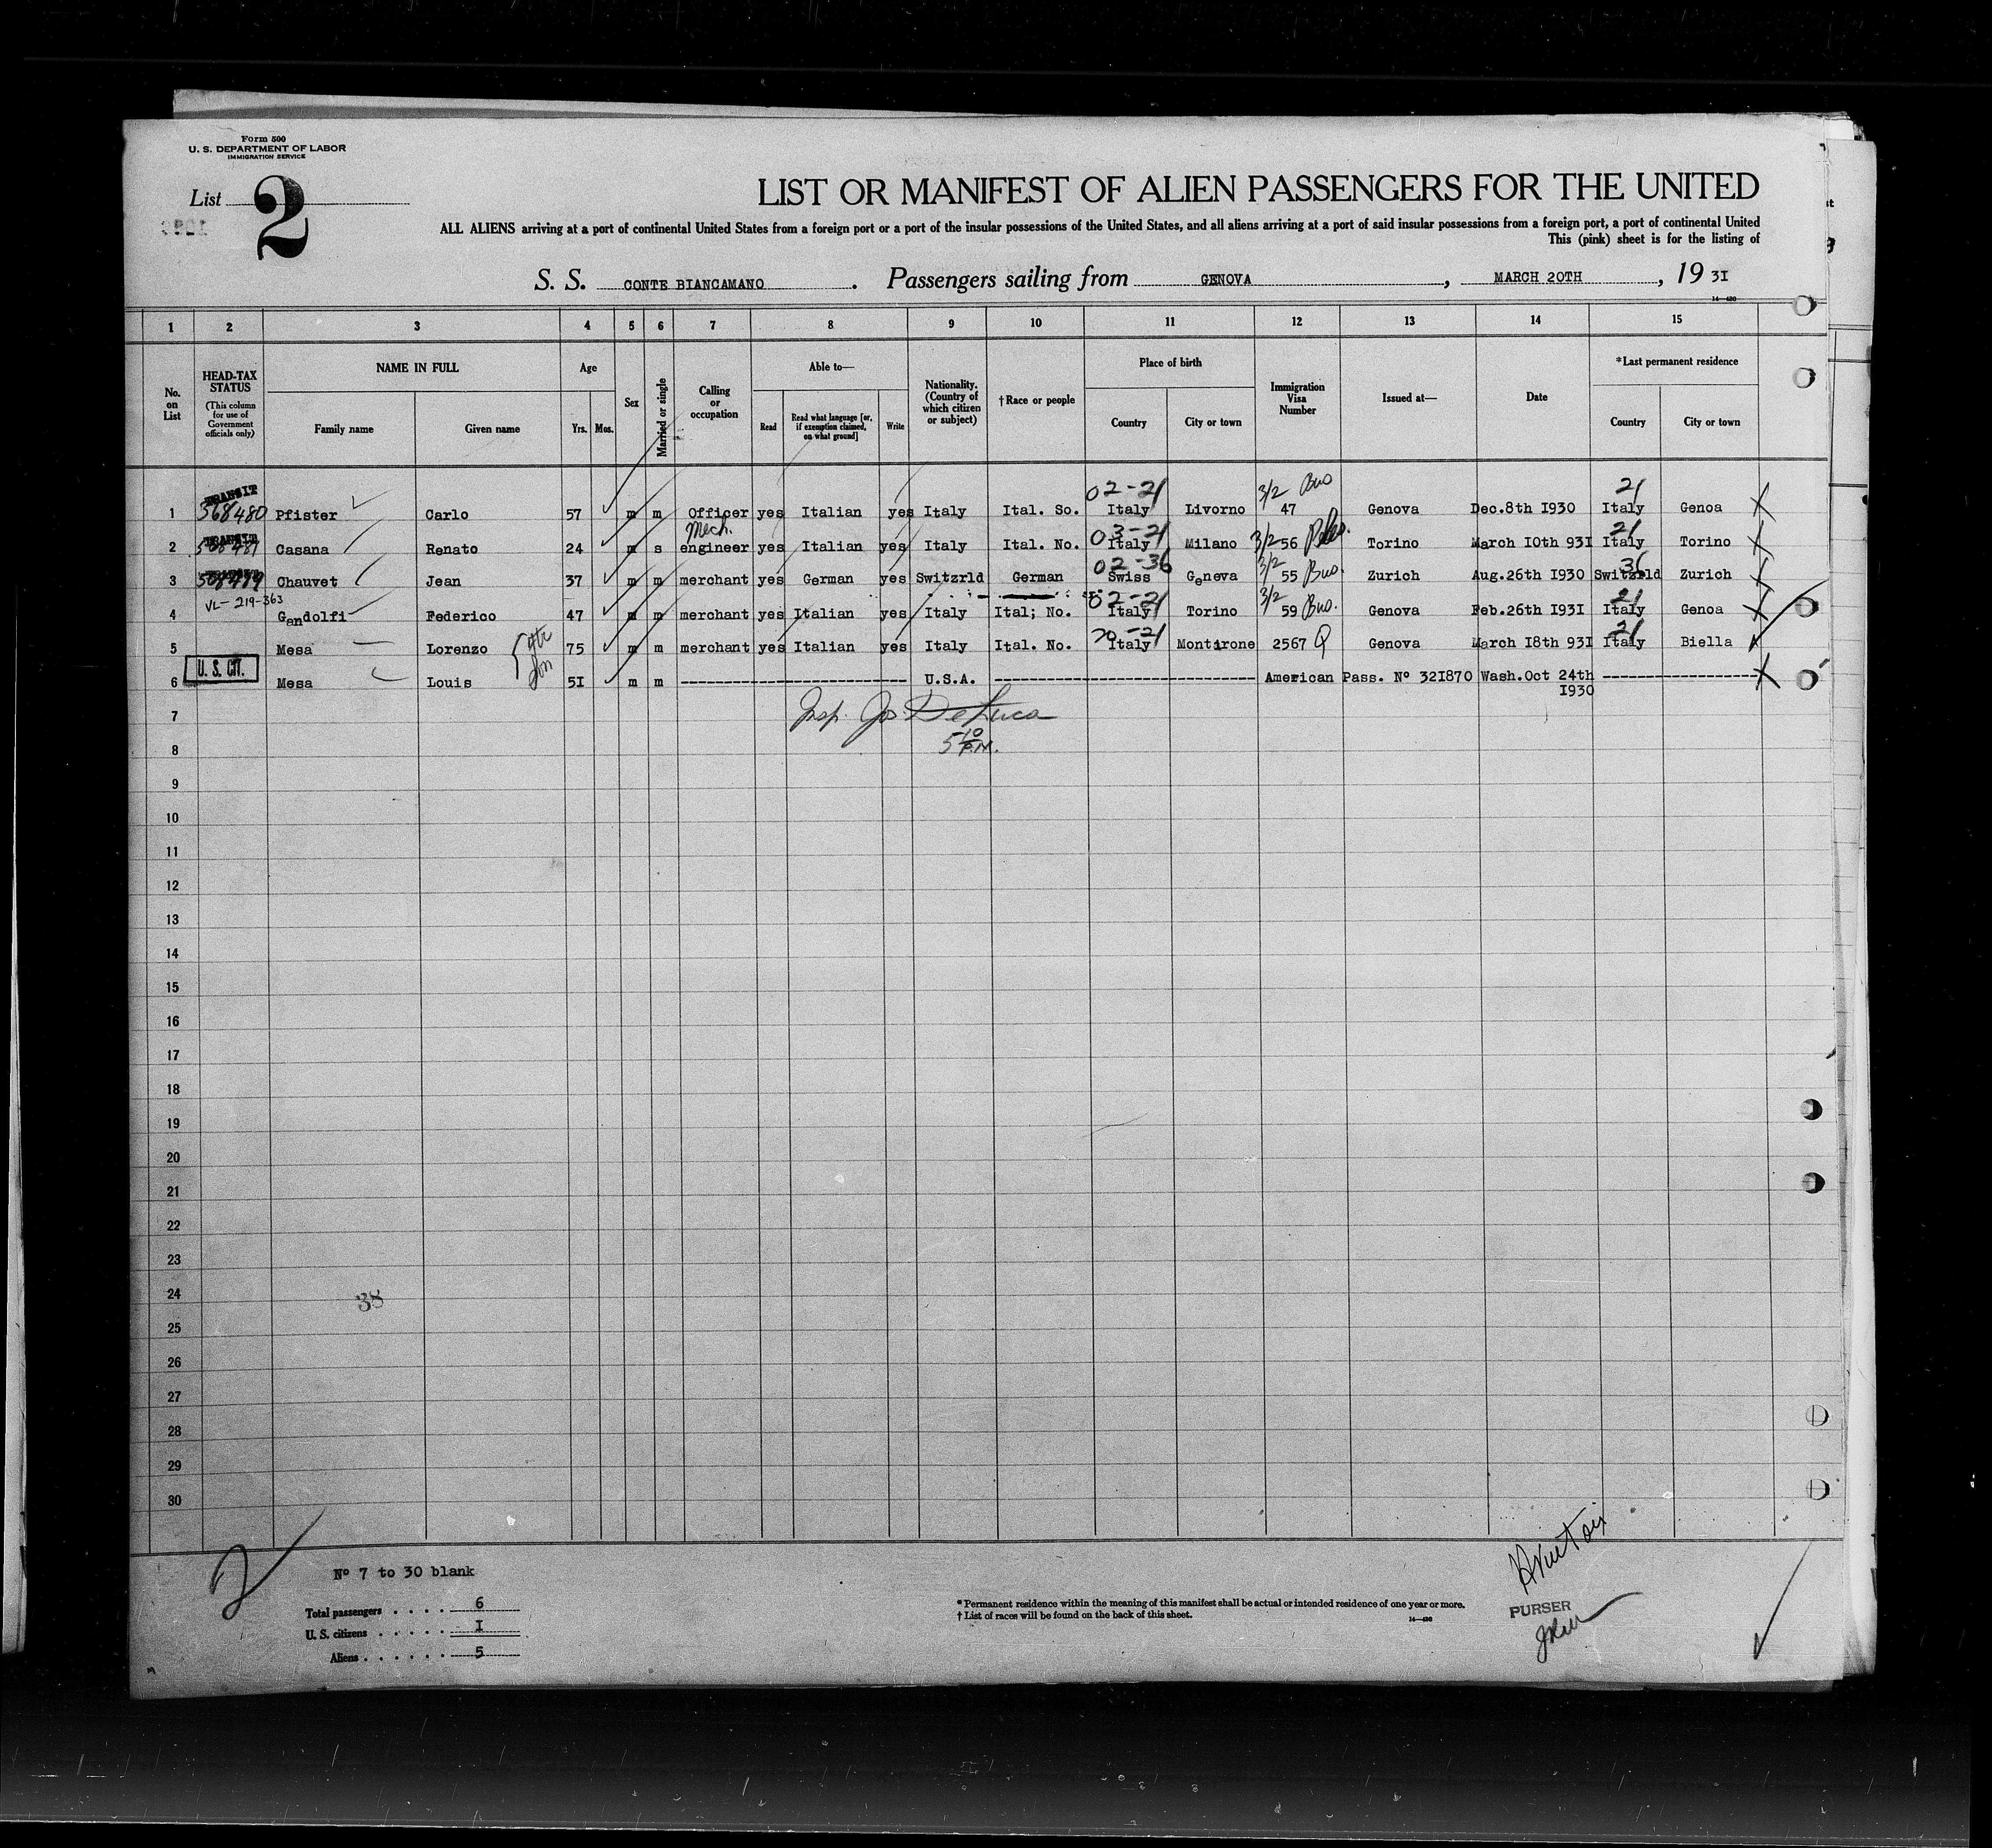 Form 500
U. S. DEPARTMENT OF LABOR
IMMIGRATION SERVICE
List 2
LIST OR MANIFEST OF ALIEN PASSENGERS FOR THE UNITED
ALL ALIENS arriving at a port of continental United States from a foreign port or a port of the insular possessions of the United States, and all aliens arriving at a port of said insular possessions from a foreign port, a port of continental United
This (pink) sheet is for the listing of
S. S. CONTE BIANCAMANO . Passengers sailing from GENOVA , MARCH 20TH , 19 31
14—430
1 2 3 4 5 6 7 8 9 10 11 12 13 14 15
No. on List
HEAD-TAX STATUS (This column for use of Government officials only)
NAME IN FULL
Family name Given name
Age
Yrs. Mos.
Sex
Married or single
Calling or occupation
Able to—
Read
Read what language [or, if exemption claimed, on what ground]
Write
Nationality. (Country of which citizen or subject)
†Race or people
Place of birth
Country City or town
Immigration Visa Number
Issued at—
Date
*Last permanent residence
Country City or town
TRANSIT 02-21 3/2 Bus 21
1 568480 Pfister Carlo 57 m m Officer yes Italian yes Italy Ital. So. Italy Livorno 47 Genova Dec.8th 1930 Italy Genoa
TRANSIT Mech. 03-21 21
2 Casana Renato 24 m s engineer yes Italian yes Italy Ital. No. Italy Milano 3/2 56 Torino March 10th 931 Italy Torino
TRANSIT 02-36 3/2 36
3 Chauvet Jean 37 m m merchant yes German yes Switzrld German Swiss Geneva 55 Bus. Zurich Aug.26th 1930 Switzrld Zurich
VL-219-363 02-21 3/2 21
4 Gandolfi Federico 47 m m merchant yes Italian yes Italy Ital; No. Italy Torino 59 Bus. Genova Feb.26th 1931 Italy Genoa
20-21 21
5 Mesa Lorenzo 75 m m merchant yes Italian yes Italy Ital. No. Italy Montirone 2567 Q Genova March 18th 931 Italy Biella
U. S. CIT.
6 Mesa Louis 51 m m U.S.A. American Pass. Nº 321870 Wash.Oct 24th
1930
7 Insp. Jos De Luca
8 5 10 P.M.
9
10
11
12
13
14
15
16
17
18
19
20
21
22
23
24
38
25
26
27
28
29
30
2
Nº 7 to 30 blank
Total passengers . . . . 6
U. S. citizens . . . . . . 1
Aliens . . . . . . 5
* Permanent residence within the meaning of this manifest shall be actual or intended residence of one year or more.
† List of races will be found on the back of this sheet.
14—430
PURSER